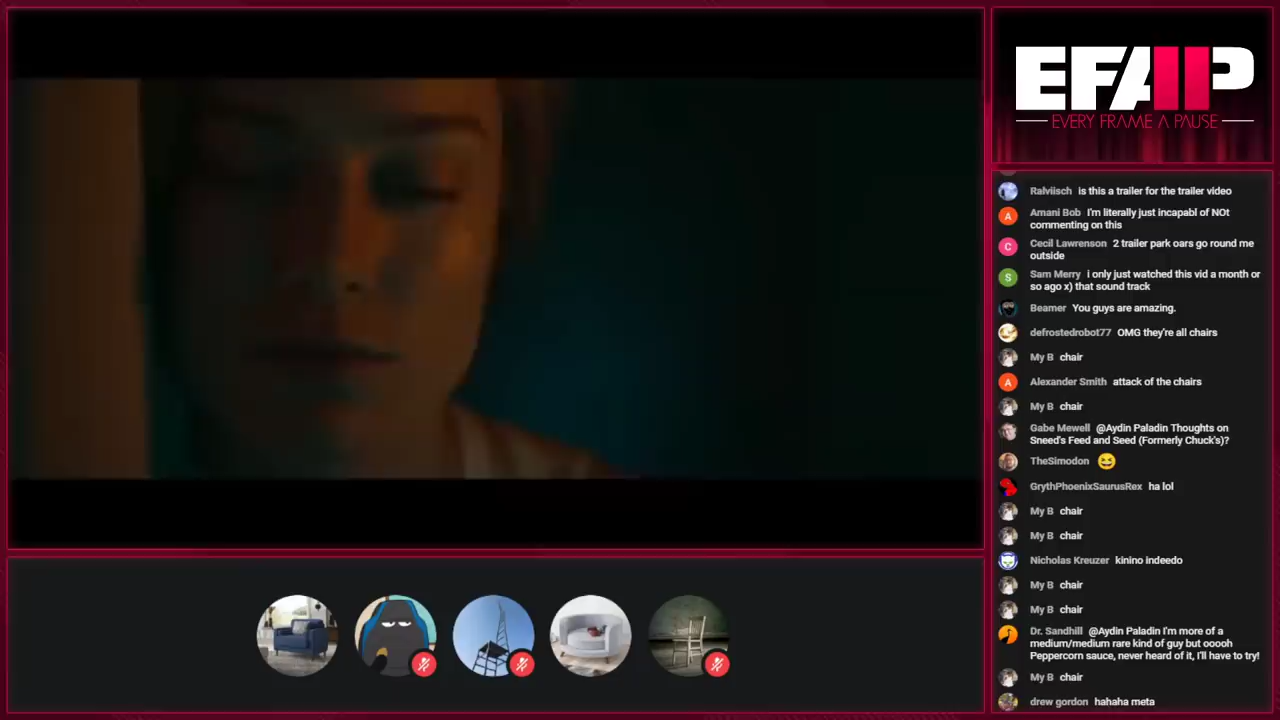 EFAP
EVERY FRAME A PAUSE
Ralviisch is this a trailer for the trailer video
A Amani Bob I'm literally just incapabl of NOt
commenting on this
C Cecil Lawrenson 2 trailer park oars go round me
outside
S Sam Merry i only just watched this vid a month or
so ago x) that sound track
Beamer You guys are amazing.
defrostedrobot77 OMG they're all chairs
My B chair
A Alexander Smith attack of the chairs
My B chair
Gabe Mewell @Aydin Paladin Thoughts on
Sneed's Feed and Seed (Formerly Chuck's)?
TheSimodon 😆
GrythPhoenixSaurusRex ha lol
My B chair
My B chair
Nicholas Kreuzer kinino indeedo
My B chair
My B chair
Dr. Sandhill @Aydin Paladin I'm more of a
medium/medium rare kind of guy but ooooh
Peppercorn sauce, never heard of it, I'll have to try!
My B chair
drew gordon hahaha meta